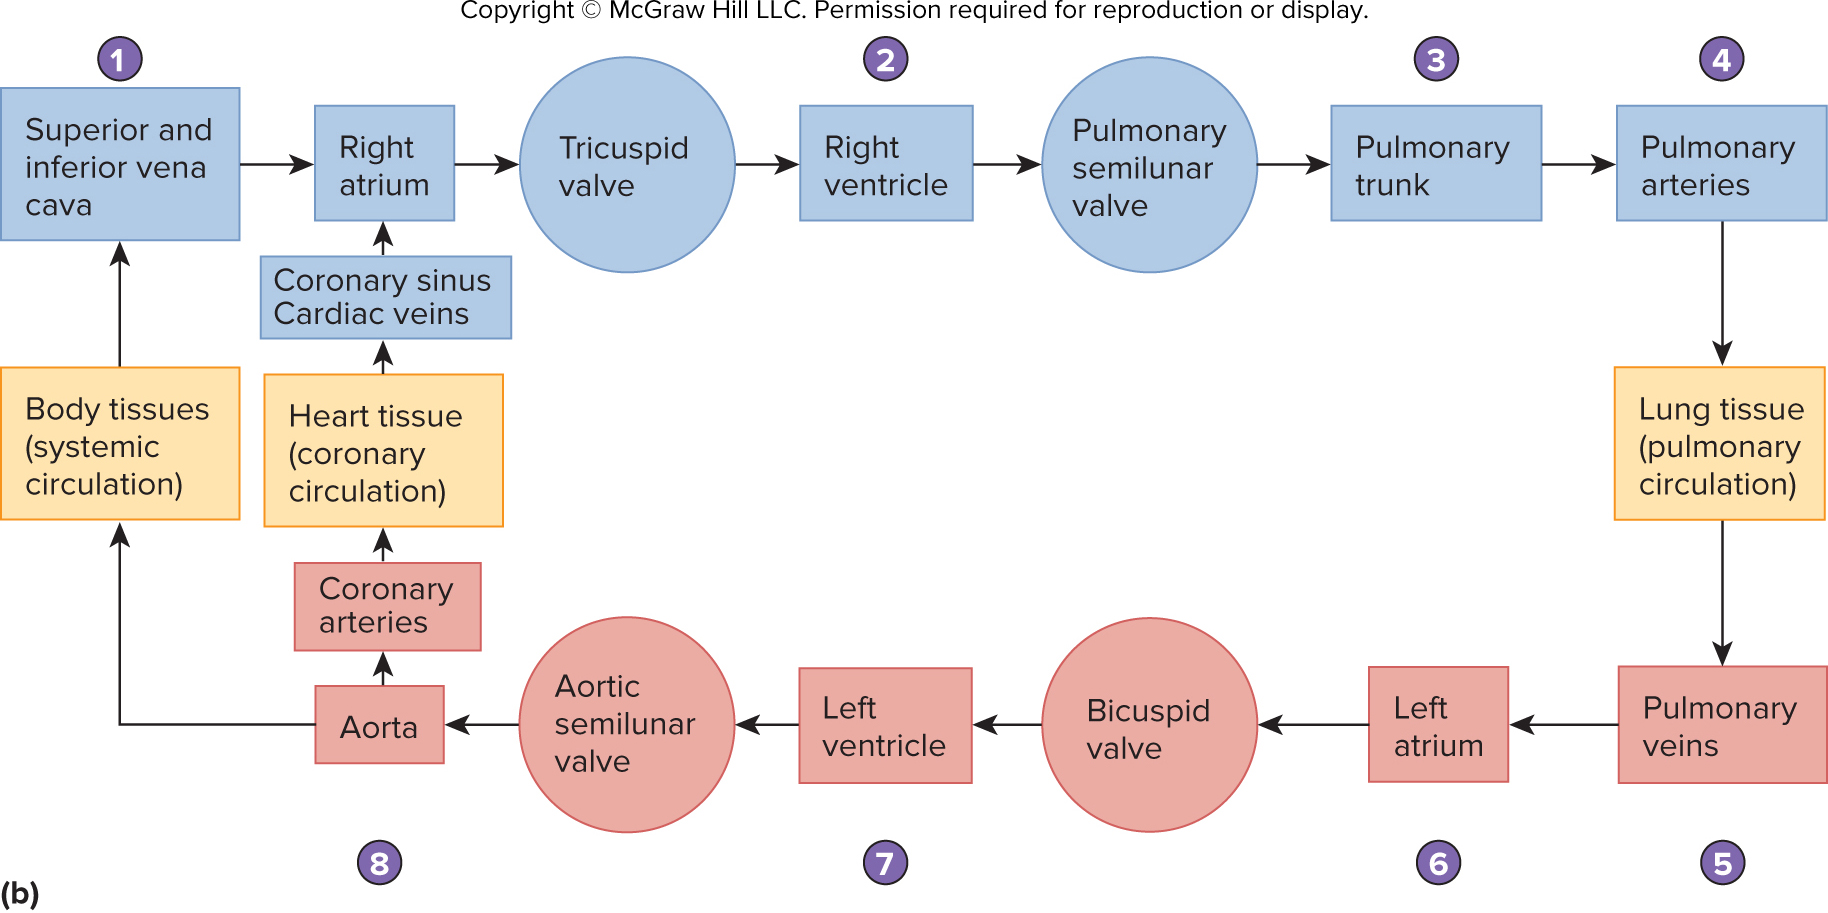 Copyright © McGraw Hill LLC. Permission required for reproduction or display.
1
2
3
4
Superior and
inferior vena
cava
Right
atrium
Tricuspid
valve
Right
ventricle
Pulmonary
semilunar
valve
Pulmonary
trunk
Pulmonary
arteries
Coronary sinus
Cardiac veins
Body tissues
(systemic
circulation)
Heart tissue
(coronary
circulation)
Lung tissue
(pulmonary
circulation)
Coronary
arteries
Aorta
Aortic
semilunar
valve
Left
ventricle
Bicuspid
valve
Left
atrium
Pulmonary
veins
8
7
6
5
(b)